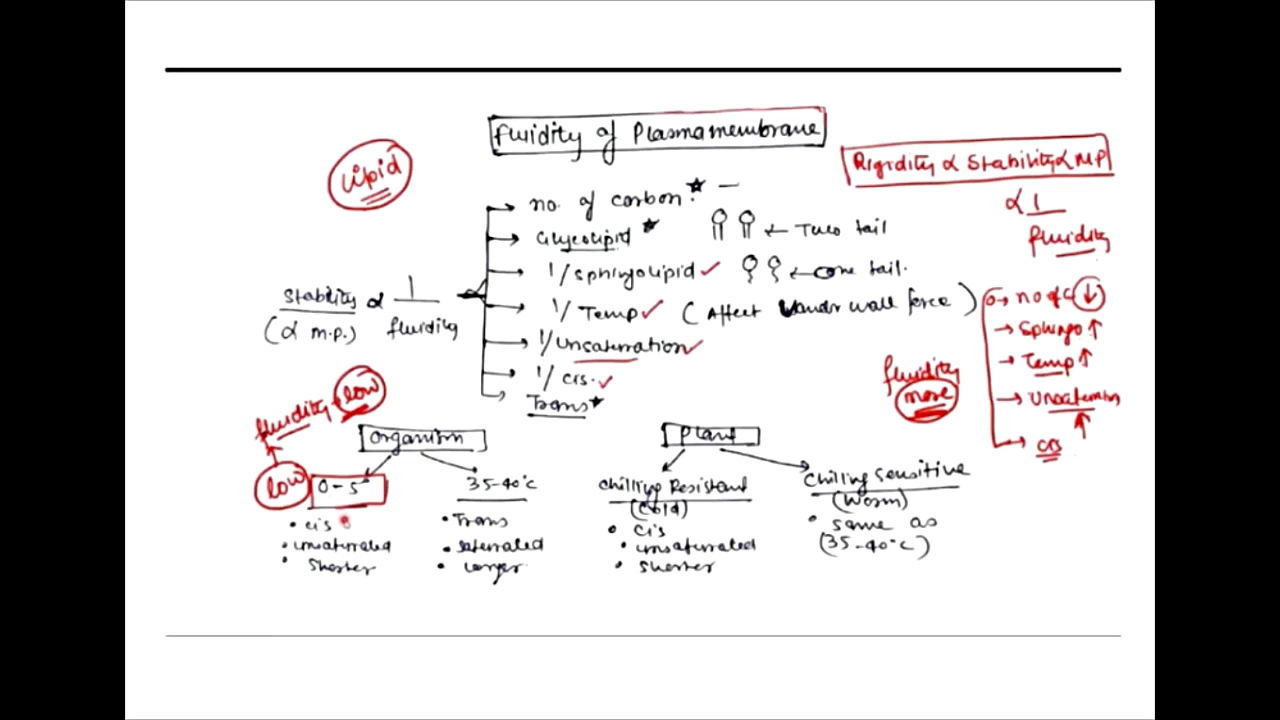 Fluidity of Plasmamembrane
Lipid
Rigidity α Stability α M.P
α 1
fluidity
no. of carbon.★ —
Glycolipid ★
← Two tail
1/sphingolipid ✓
← One tail.
Stability α 1
fluidity
(α m.p.)
1/Temp ✓ (Affect Vandr wall force)
1/Unsaturation ✓
1/cis. ✓
Trans★
→ no of C ↓
→ Sphingo ↑
→ Temp ↑
→ Unsaturation ↑
→ cis
fluidity
more
fluidity - low
low
Organism
0-5°
• cis
• unsaturated
• Shorter
35-40°C
• Trans
• saturated
• longer
Plant
Chilling Resistant
(Cold)
• cis
• unsaturated
• shorter
Chilling Sensitive
(Worm)
• same as
(35-40°C)